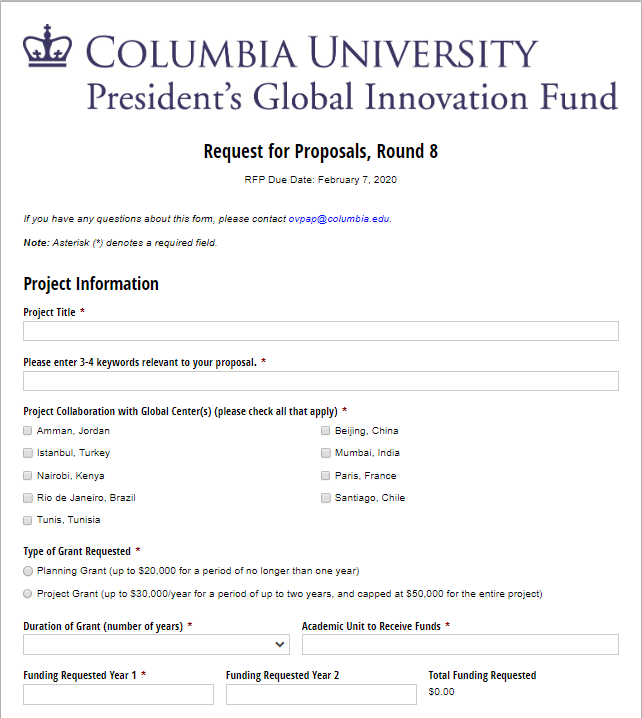 COLUMBIA UNIVERSITY
President's Global Innovation Fund
Request for Proposals, Round 8
RFP Due Date: February 7, 2020
If you have any questions about this form, please contact ovpap@columbia.edu.
Note: Asterisk (*) denotes a required field.
Project Information
Project Title *
Please enter 3-4 keywords relevant to your proposal. *
Project Collaboration with Global Center(s) (please check all that apply) *
Amman, Jordan
Beijing, China
Istanbul, Turkey
Mumbai, India
Nairobi, Kenya
Paris, France
Rio de Janeiro, Brazil
Santiago, Chile
Tunis, Tunisia
Type of Grant Requested *
Planning Grant (up to $20,000 for a period of no longer than one year)
Project Grant (up to $30,000/year for a period of up to two years, and capped at $50,000 for the entire project)
Duration of Grant (number of years) *
Academic Unit to Receive Funds *
Funding Requested Year 1 *
Funding Requested Year 2
Total Funding Requested
$0.00